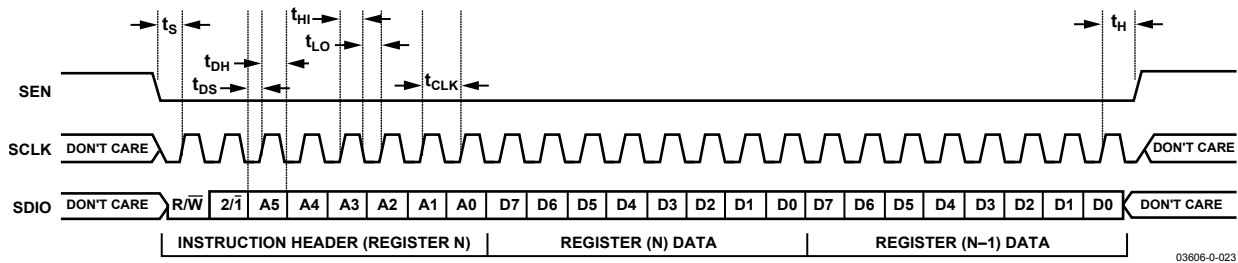 tS
tHI
tLO
tDH
tDS
tCLK
tH
SEN
SCLK DON'T CARE DON'T CARE
SDIO DON'T CARE R/W̅ 2/1̅ A5 A4 A3 A2 A1 A0 D7 D6 D5 D4 D3 D2 D1 D0 D7 D6 D5 D4 D3 D2 D1 D0 DON'T CARE
INSTRUCTION HEADER (REGISTER N) REGISTER (N) DATA REGISTER (N–1) DATA
03606-0-023